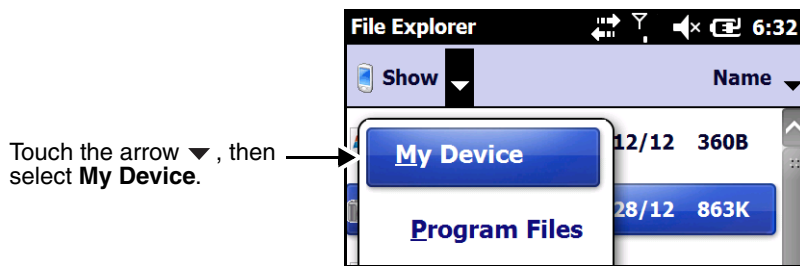 File Explorer 6:32
Show Name
Touch the arrow , then
select My Device.
My Device 12/12 360B
28/12 863K
Program Files